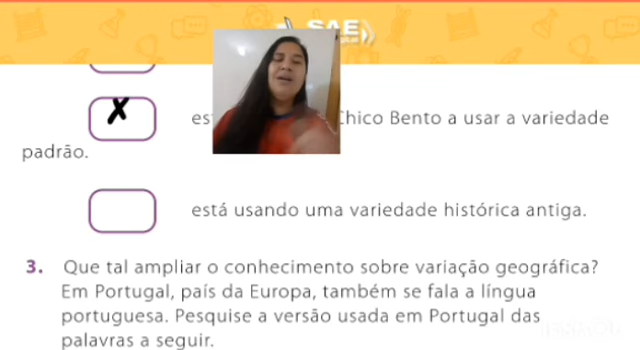 SAE
X
es Chico Bento a usar a variedade
padrão.
está usando uma variedade histórica antiga.
3. Que tal ampliar o conhecimento sobre variação geográfica?
Em Portugal, país da Europa, também se fala a língua
portuguesa. Pesquise a versão usada em Portugal das
palavras a seguir.